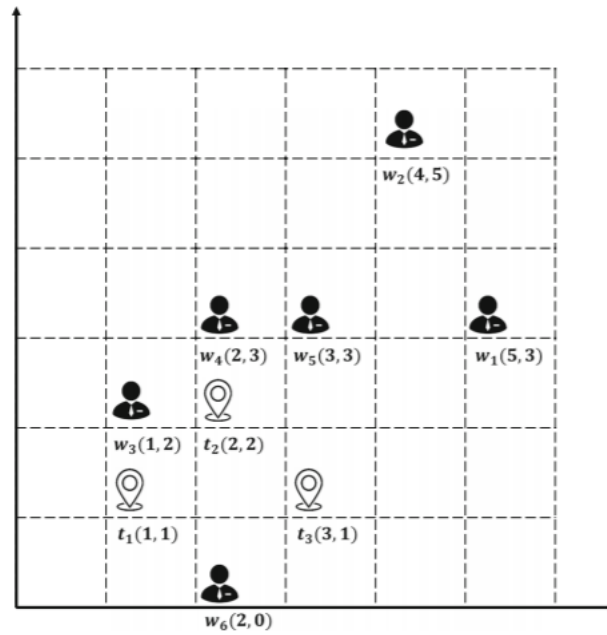 w₂(4,5)
w₄(2,3)
w₅(3,3)
w₁(5,3)
w₃(1,2)
t₂(2,2)
t₁(1,1)
t₃(3,1)
w₆(2,0)